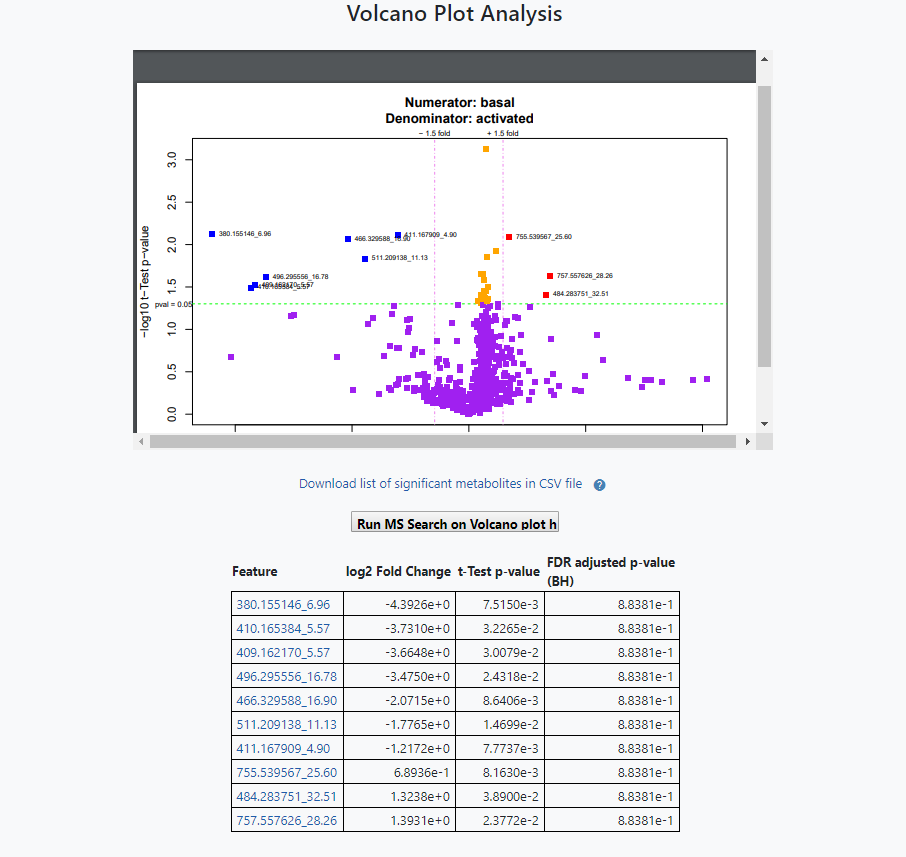 Volcano Plot Analysis
Numerator: basal
Denominator: activated
− 1.5 fold
+ 1.5 fold
3.0
2.5
2.0
1.5
1.0
0.5
0.0
−log10 t−Test p−value
pval = 0.05
380.155146_6.96
466.329588_16.90
411.167909_4.90
755.539567_25.60
511.209138_11.13
496.295556_16.78
757.557626_28.26
409.162170_5.57
410.165384_5.57
484.283751_32.51
Download list of significant metabolites in CSV file ?
Run MS Search on Volcano plot h
Feature log2 Fold Change t-Test p-value FDR adjusted p-value (BH)
380.155146_6.96 -4.3926e+0 7.5150e-3 8.8381e-1
410.165384_5.57 -3.7310e+0 3.2265e-2 8.8381e-1
409.162170_5.57 -3.6648e+0 3.0079e-2 8.8381e-1
496.295556_16.78 -3.4750e+0 2.4318e-2 8.8381e-1
466.329588_16.90 -2.0715e+0 8.6406e-3 8.8381e-1
511.209138_11.13 -1.7765e+0 1.4699e-2 8.8381e-1
411.167909_4.90 -1.2172e+0 7.7737e-3 8.8381e-1
755.539567_25.60 6.8936e-1 8.1630e-3 8.8381e-1
484.283751_32.51 1.3238e+0 3.8900e-2 8.8381e-1
757.557626_28.26 1.3931e+0 2.3772e-2 8.8381e-1